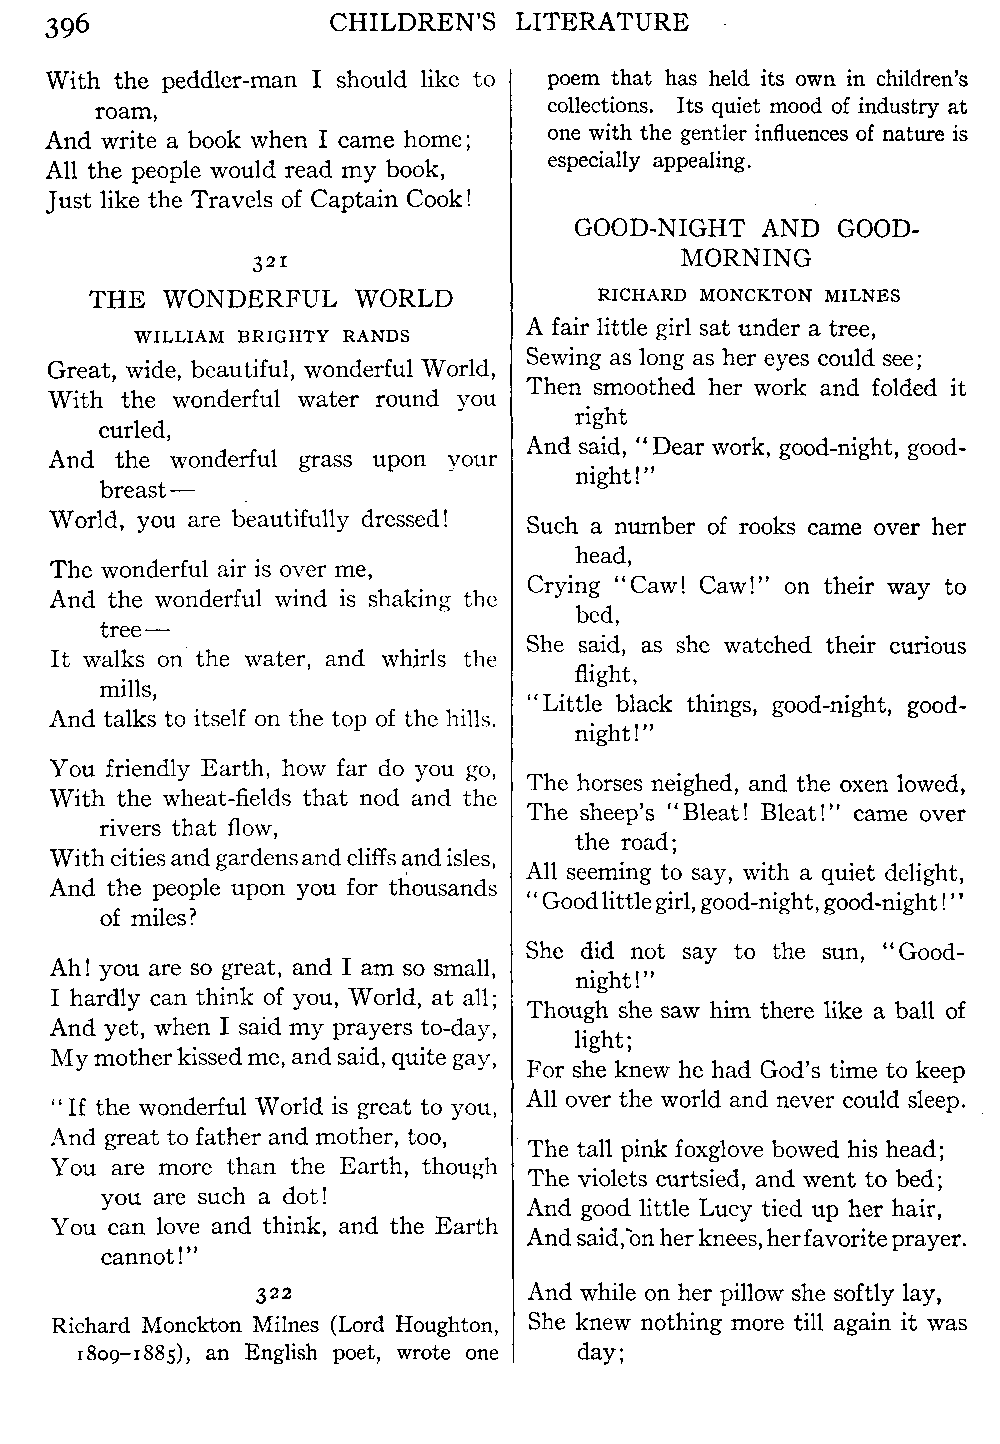 396 CHILDREN'S LITERATURE
With the peddler-man I should like to
roam,
And write a book when I came home;
All the people would read my book,
Just like the Travels of Captain Cook!
321
THE WONDERFUL WORLD
WILLIAM BRIGHTY RANDS
Great, wide, beautiful, wonderful World,
With the wonderful water round you
curled,
And the wonderful grass upon your
breast—
World, you are beautifully dressed!
The wonderful air is over me,
And the wonderful wind is shaking the
tree—
It walks on the water, and whirls the
mills,
And talks to itself on the top of the hills.
You friendly Earth, how far do you go,
With the wheat-fields that nod and the
rivers that flow,
With cities and gardens and cliffs and isles,
And the people upon you for thousands
of miles?
Ah! you are so great, and I am so small,
I hardly can think of you, World, at all;
And yet, when I said my prayers to-day,
My mother kissed me, and said, quite gay,
"If the wonderful World is great to you,
And great to father and mother, too,
You are more than the Earth, though
you are such a dot!
You can love and think, and the Earth
cannot!"
322
Richard Monckton Milnes (Lord Houghton,
1809–1885), an English poet, wrote one
poem that has held its own in children's
collections. Its quiet mood of industry at
one with the gentler influences of nature is
especially appealing.
GOOD-NIGHT AND GOOD-
MORNING
RICHARD MONCKTON MILNES
A fair little girl sat under a tree,
Sewing as long as her eyes could see;
Then smoothed her work and folded it
right
And said, "Dear work, good-night, good-
night!"
Such a number of rooks came over her
head,
Crying "Caw! Caw!" on their way to
bed,
She said, as she watched their curious
flight,
"Little black things, good-night, good-
night!"
The horses neighed, and the oxen lowed,
The sheep's "Bleat! Bleat!" came over
the road;
All seeming to say, with a quiet delight,
"Good little girl, good-night, good-night!"
She did not say to the sun, "Good-
night!"
Though she saw him there like a ball of
light;
For she knew he had God's time to keep
All over the world and never could sleep.
The tall pink foxglove bowed his head;
The violets curtsied, and went to bed;
And good little Lucy tied up her hair,
And said, on her knees, her favorite prayer.
And while on her pillow she softly lay,
She knew nothing more till again it was
day;